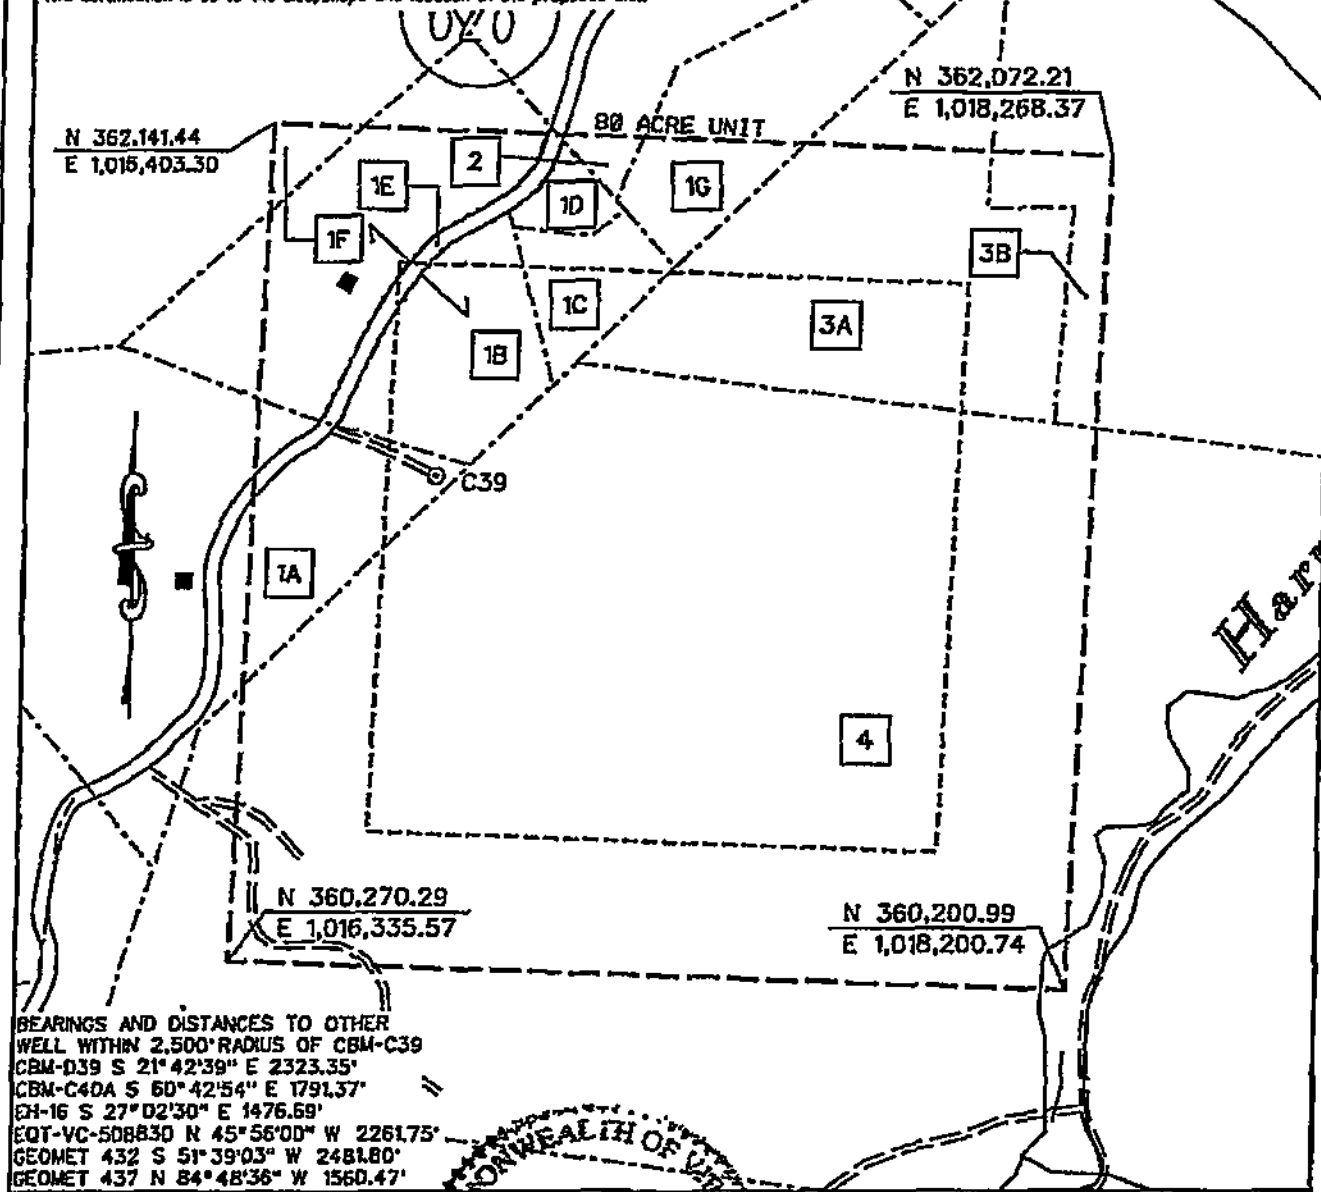 N 362,072.21
E 1,018,268.37
80 ACRE UNIT
N 362,141.44
E 1,016,403.30
2
1E
1D
1G
1F
3B
1C
3A
1B
C39
1A
Harr
4
N 360,270.29
E 1,016,335.57
N 360,200.99
E 1,018,200.74
BEARINGS AND DISTANCES TO OTHER
WELL WITHIN 2,500' RADIUS OF CBM-C39
CBM-D39 S 21°42'39" E 2323.35'
CBM-C40A S 60°42'54" E 1791.37'
EH-16 S 27°02'30" E 1476.69'
EQT-VC-508830 N 45°56'00" W 2261.75'
GEOMET 432 S 51°39'03" W 2481.80'
GEOMET 437 N 84°48'36" W 1560.47'
ONWEALTH OF VIR